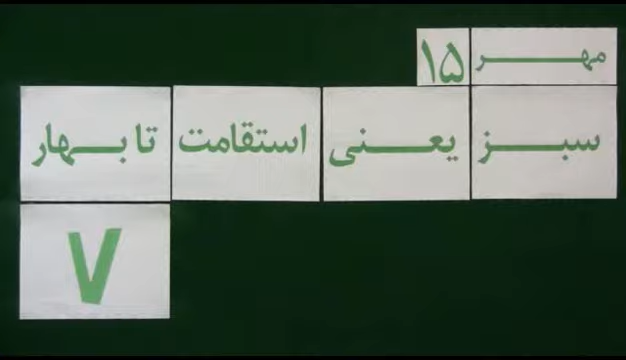 مهر ۱۵
سبز یعنی استقامت تا بهار
۷